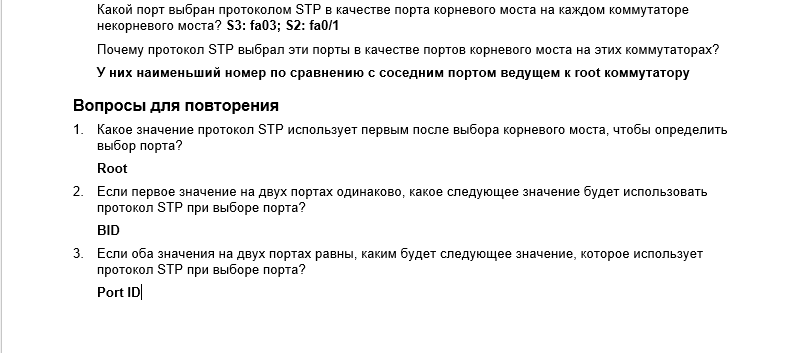 Какой порт выбран протоколом STP в качестве порта корневого моста на каждом коммутаторе
некорневого моста? S3: fa03; S2: fa0/1
Почему протокол STP выбрал эти порты в качестве портов корневого моста на этих коммутаторах?
У них наименьший номер по сравнению с соседним портом ведущем к root коммутатору
Вопросы для повторения
1. Какое значение протокол STP использует первым после выбора корневого моста, чтобы определить
выбор порта?
Root
2. Если первое значение на двух портах одинаково, какое следующее значение будет использовать
протокол STP при выборе порта?
BID
3. Если оба значения на двух портах равны, каким будет следующее значение, которое использует
протокол STP при выборе порта?
Port ID